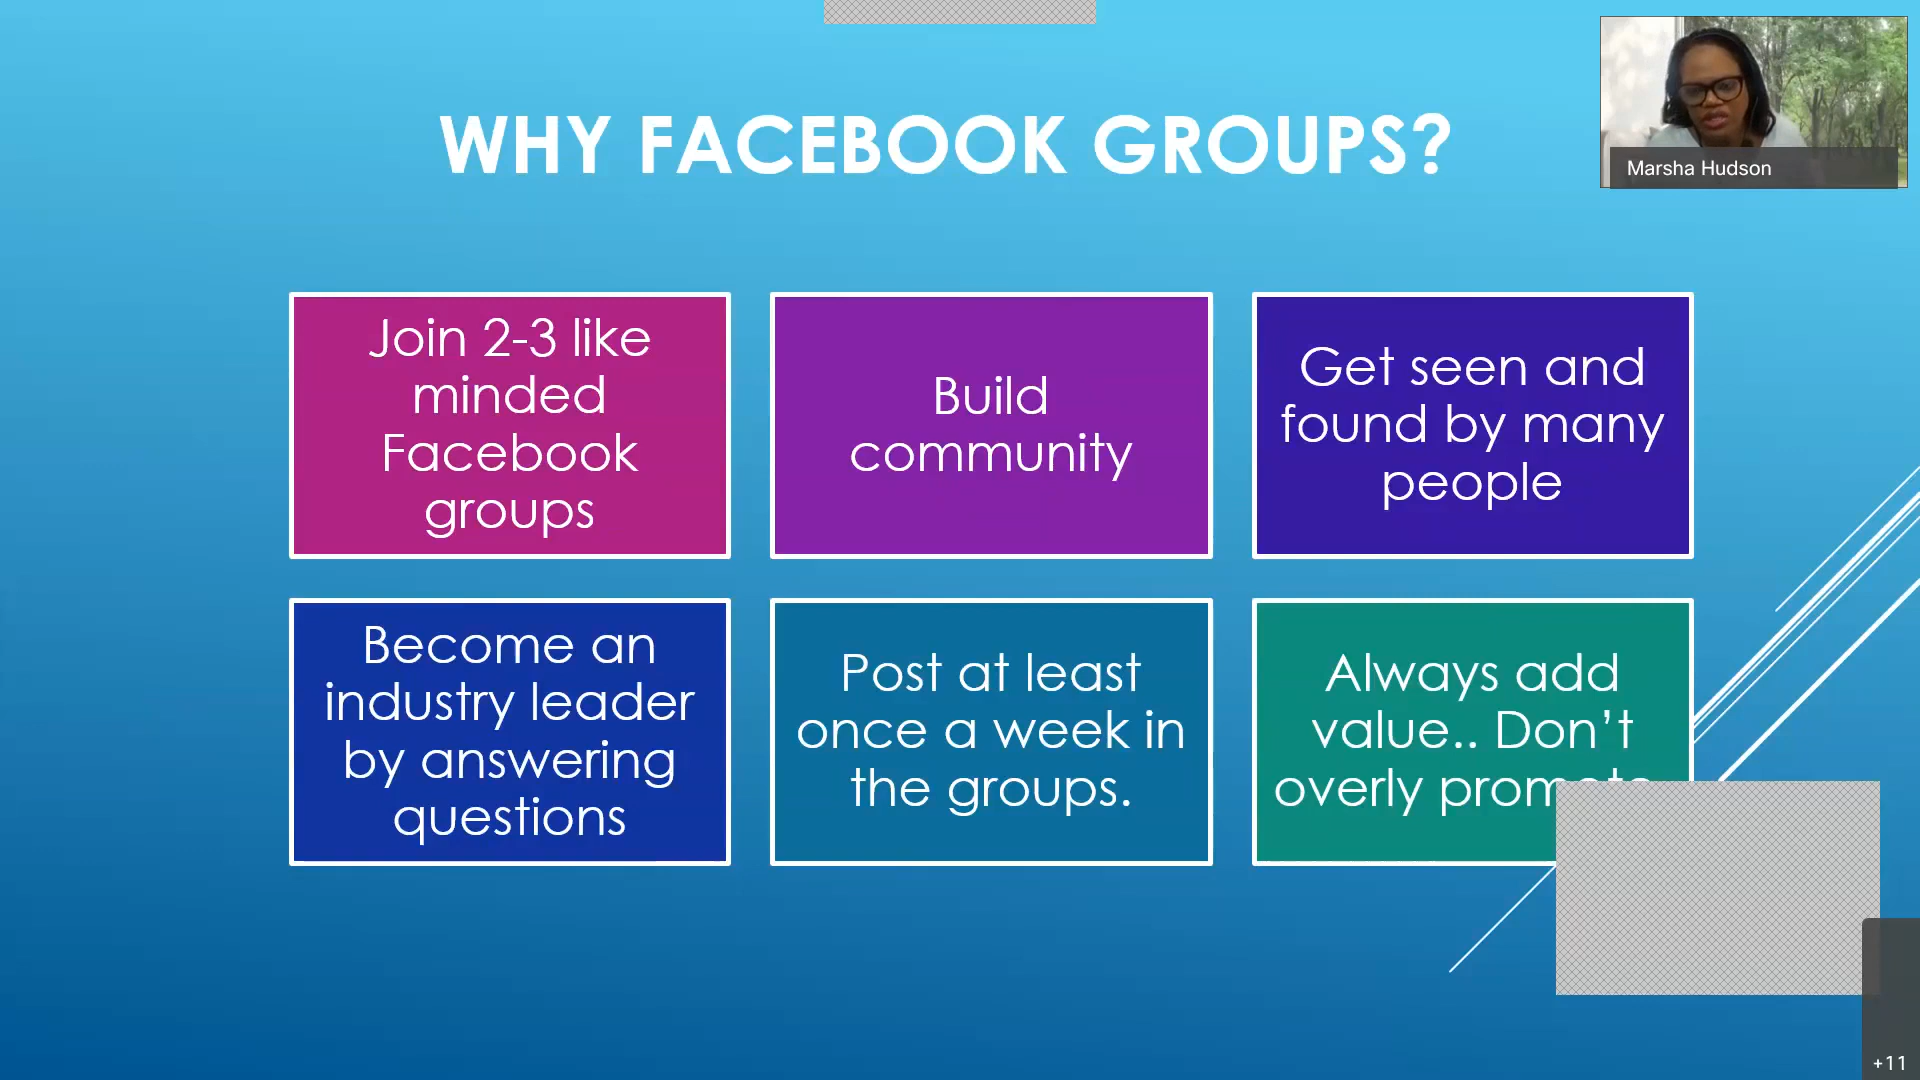 WHY FACEBOOK GROUPS?
Marsha Hudson
Join 2-3 like
minded
Facebook
groups
Build
community
Get seen and
found by many
people
Become an
industry leader
by answering
questions
Post at least
once a week in
the groups.
Always add
value.. Don’t
overly promote
+11